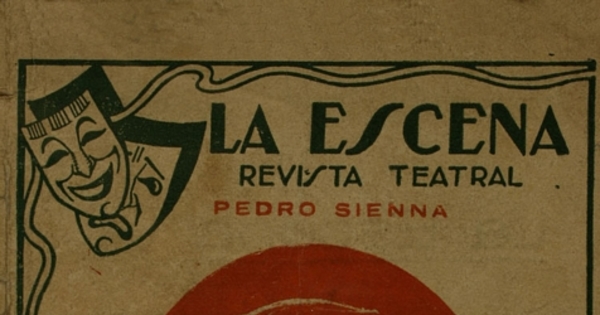 LA ESCENA
REVISTA TEATRAL
PEDRO SIENNA